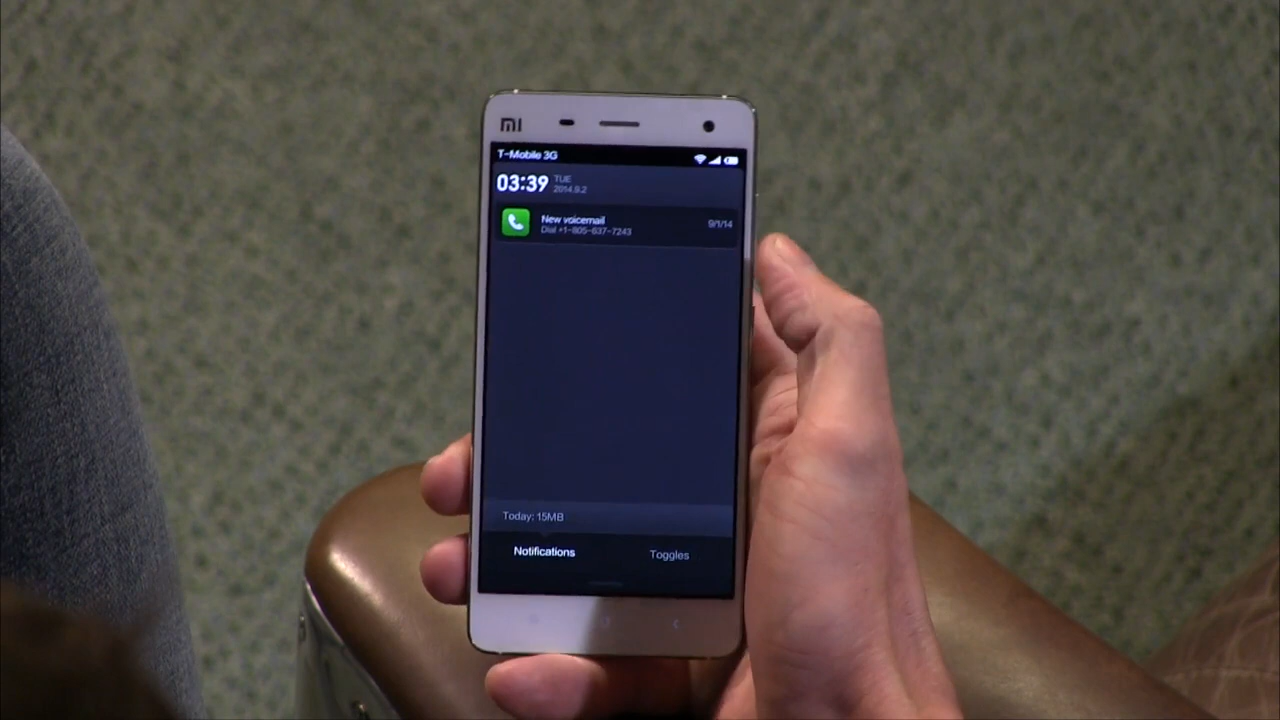 mi
T-Mobile 3G
03:39 TUE
2014.9.2
New voicemail 9/1/14
Dial +1-805-637-7243
Today: 15MB
Notifications Toggles